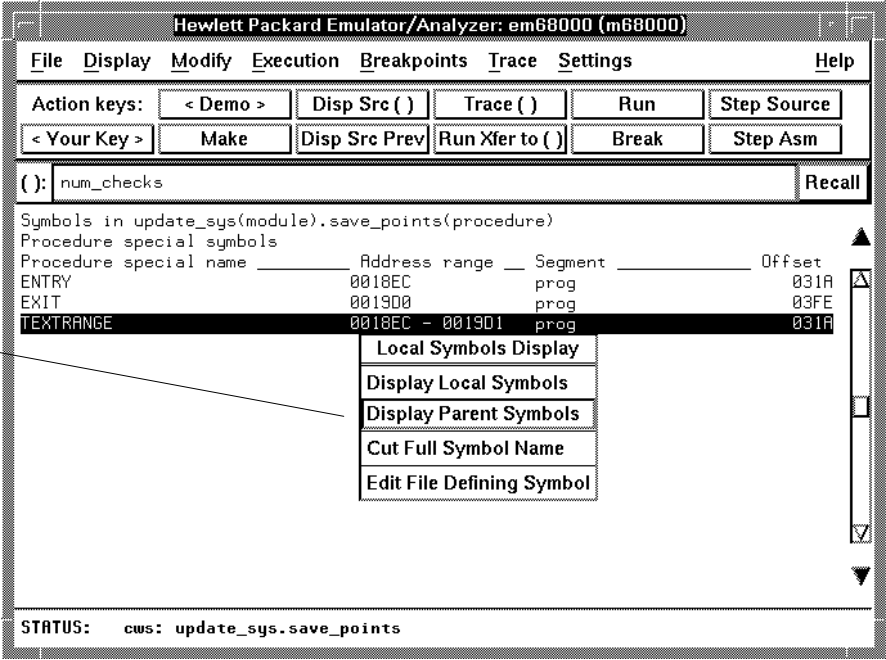 Hewlett Packard Emulator/Analyzer: em68000 (m68000)
File Display Modify Execution Breakpoints Trace Settings Help
Action keys: < Demo > Disp Src ( ) Trace ( ) Run Step Source
< Your Key > Make Disp Src Prev Run Xfer to ( ) Break Step Asm
( ): num_checks Recall
Symbols in update_sys(module).save_points(procedure)
Procedure special symbols
Procedure special name _________ Address range __ Segment _____________ Offset
ENTRY 0018EC prog 031A
EXIT 0019D0 prog 03FE
TEXTRANGE 0018EC - 0019D1 prog 031A
Local Symbols Display
Display Local Symbols
Display Parent Symbols
Cut Full Symbol Name
Edit File Defining Symbol
STATUS: cws: update_sys.save_points